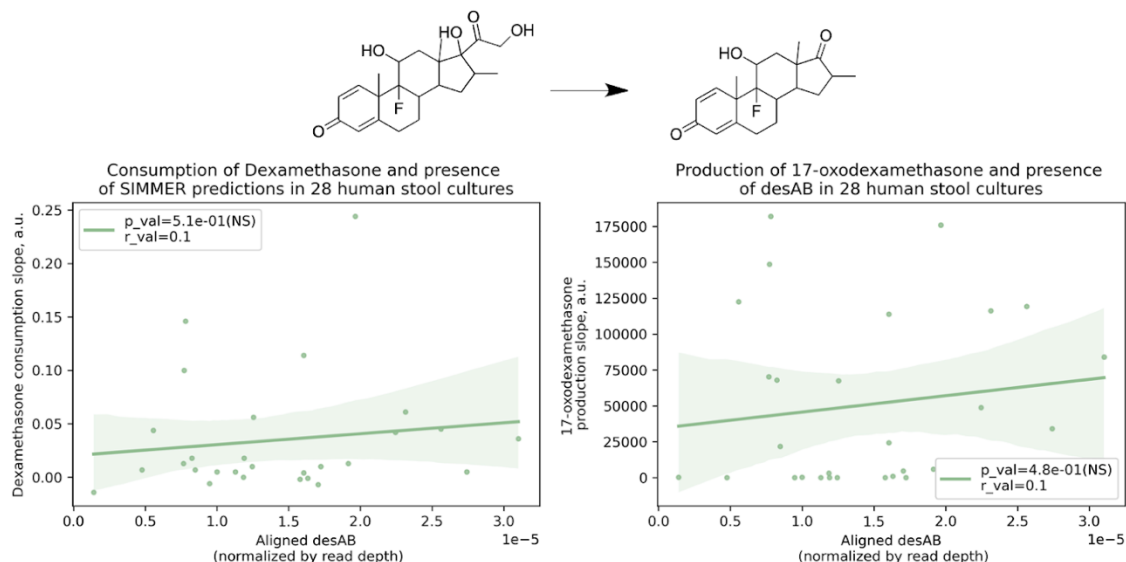 O
HO
OH
HO
F
O
O
HO
F
O
Consumption of Dexamethasone and presence
of SIMMER predictions in 28 human stool cultures
p_val=5.1e-01(NS)
r_val=0.1
Dexamethasone consumption slope, a.u.
0.25
0.20
0.15
0.10
0.05
0.00
0.0
0.5
1.0
1.5
2.0
2.5
3.0
1e−5
Aligned desAB
(normalized by read depth)
Production of 17-oxodexamethasone and presence
of desAB in 28 human stool cultures
17-oxodexamethasone
production slope, a.u.
175000
150000
125000
100000
75000
50000
25000
0
p_val=4.8e-01(NS)
r_val=0.1
0.0
0.5
1.0
1.5
2.0
2.5
3.0
1e−5
Aligned desAB
(normalized by read depth)